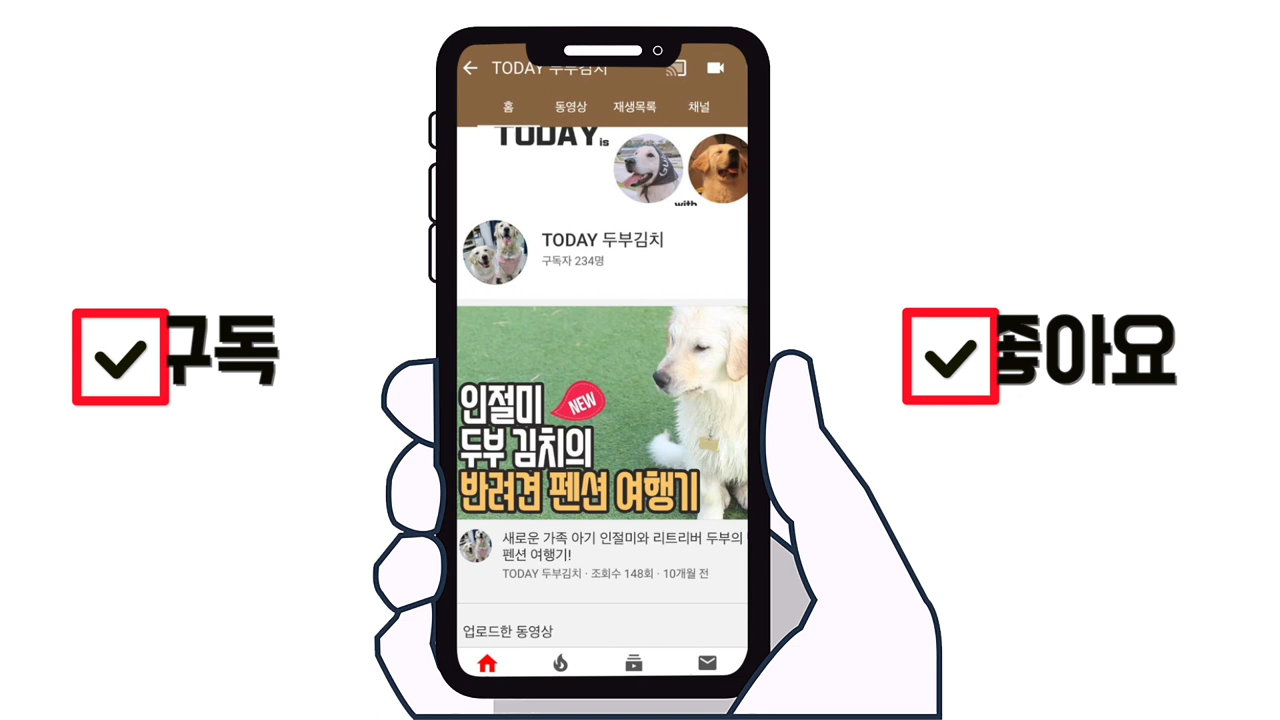 TODAY 두부김치
홈 동영상 재생목록 채널
TODAY is
with
TODAY 두부김치
구독자 234명
구독
좋아요
인절미 NEW
두부 김치의
반려견 펜션 여행기
새로운 가족 아기 인절미와 리트리버 두부의
펜션 여행기!
TODAY 두부김치 · 조회수 148회 · 10개월 전
업로드한 동영상